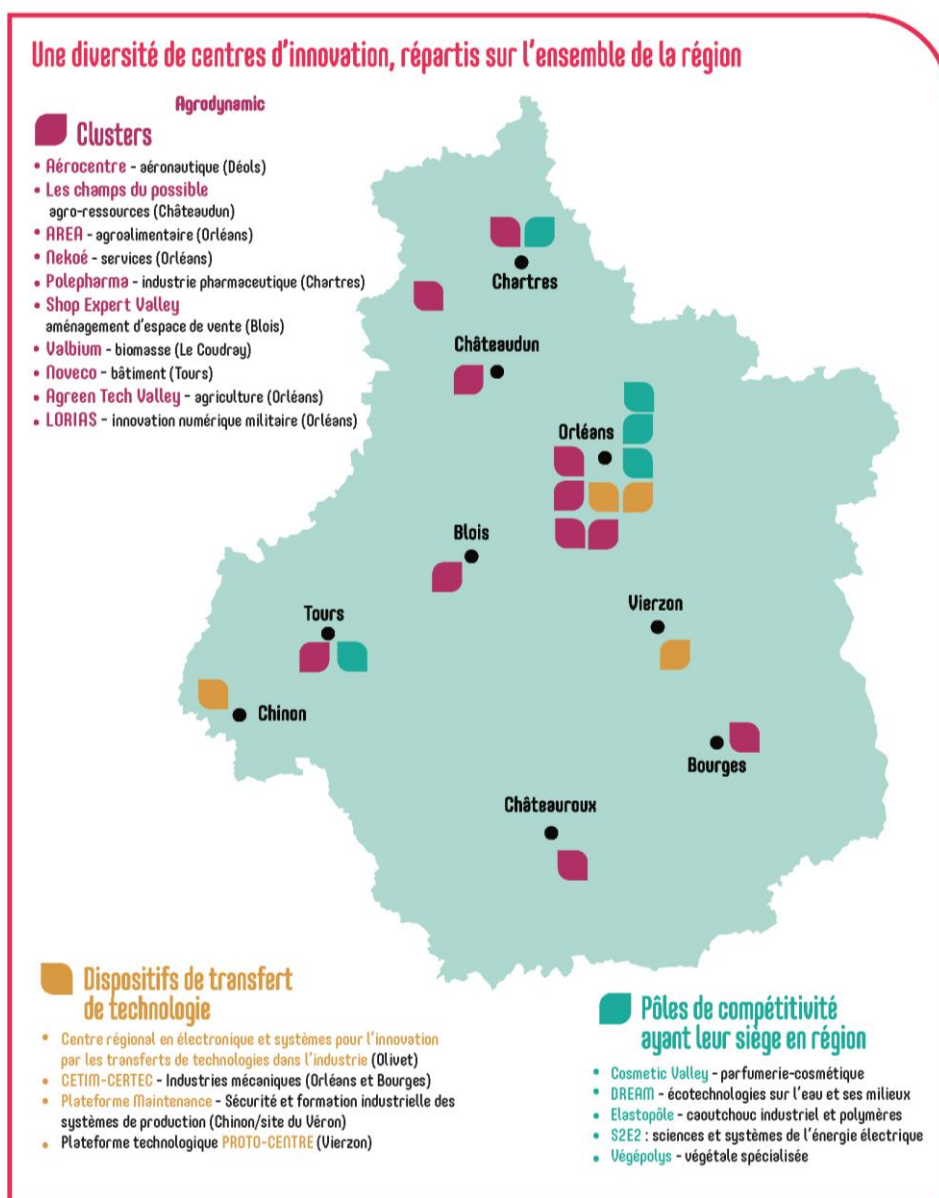 Une diversité de centres d'innovation, répartis sur l'ensemble de la région
Agrodynamic
Clusters
• Aérocentre - aéronautique (Déols)
• Les champs du possible
agro-ressources (Châteaudun)
• AREA - agroalimentaire (Orléans)
• Nekoé - services (Orléans)
• Polepharma - industrie pharmaceutique (Chartres)
• Shop Expert Valley
aménagement d'espace de vente (Blois)
• Valbium - biomasse (Le Coudray)
• Noveco - bâtiment (Tours)
• Agreen Tech Valley - agriculture (Orléans)
• LORIAS - innovation numérique militaire (Orléans)
Chartres
Châteaudun
Orléans
Blois
Vierzon
Tours
Chinon
Bourges
Châteauroux
Dispositifs de transfert
de technologie
• Centre régional en électronique et systèmes pour l'innovation
par les transferts de technologies dans l'industrie (Olivet)
• CETIM-CERTEC - Industries mécaniques (Orléans et Bourges)
• Plateforme Maintenance - Sécurité et formation industrielle des
systèmes de production (Chinon/site du Véron)
• Plateforme technologique PROTO-CENTRE (Vierzon)
Pôles de compétitivité
ayant leur siège en région
• Cosmetic Valley - parfumerie-cosmétique
• DREAM - écotechnologies sur l'eau et ses milieux
• Elastopôle - caoutchouc industriel et polymères
• S2E2 : sciences et systèmes de l'énergie électrique
• Végépolys - végétale spécialisée